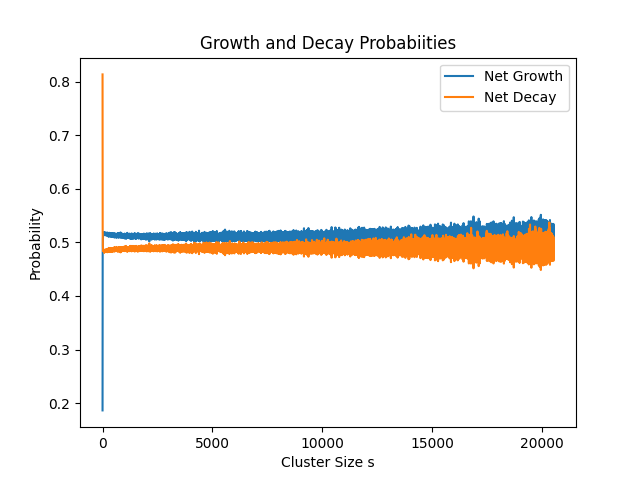 Growth and Decay Probabiities
Net Growth
Net Decay
0.8
0.7
0.6
0.5
0.4
0.3
0.2
Probability
0 5000 10000 15000 20000
Cluster Size s